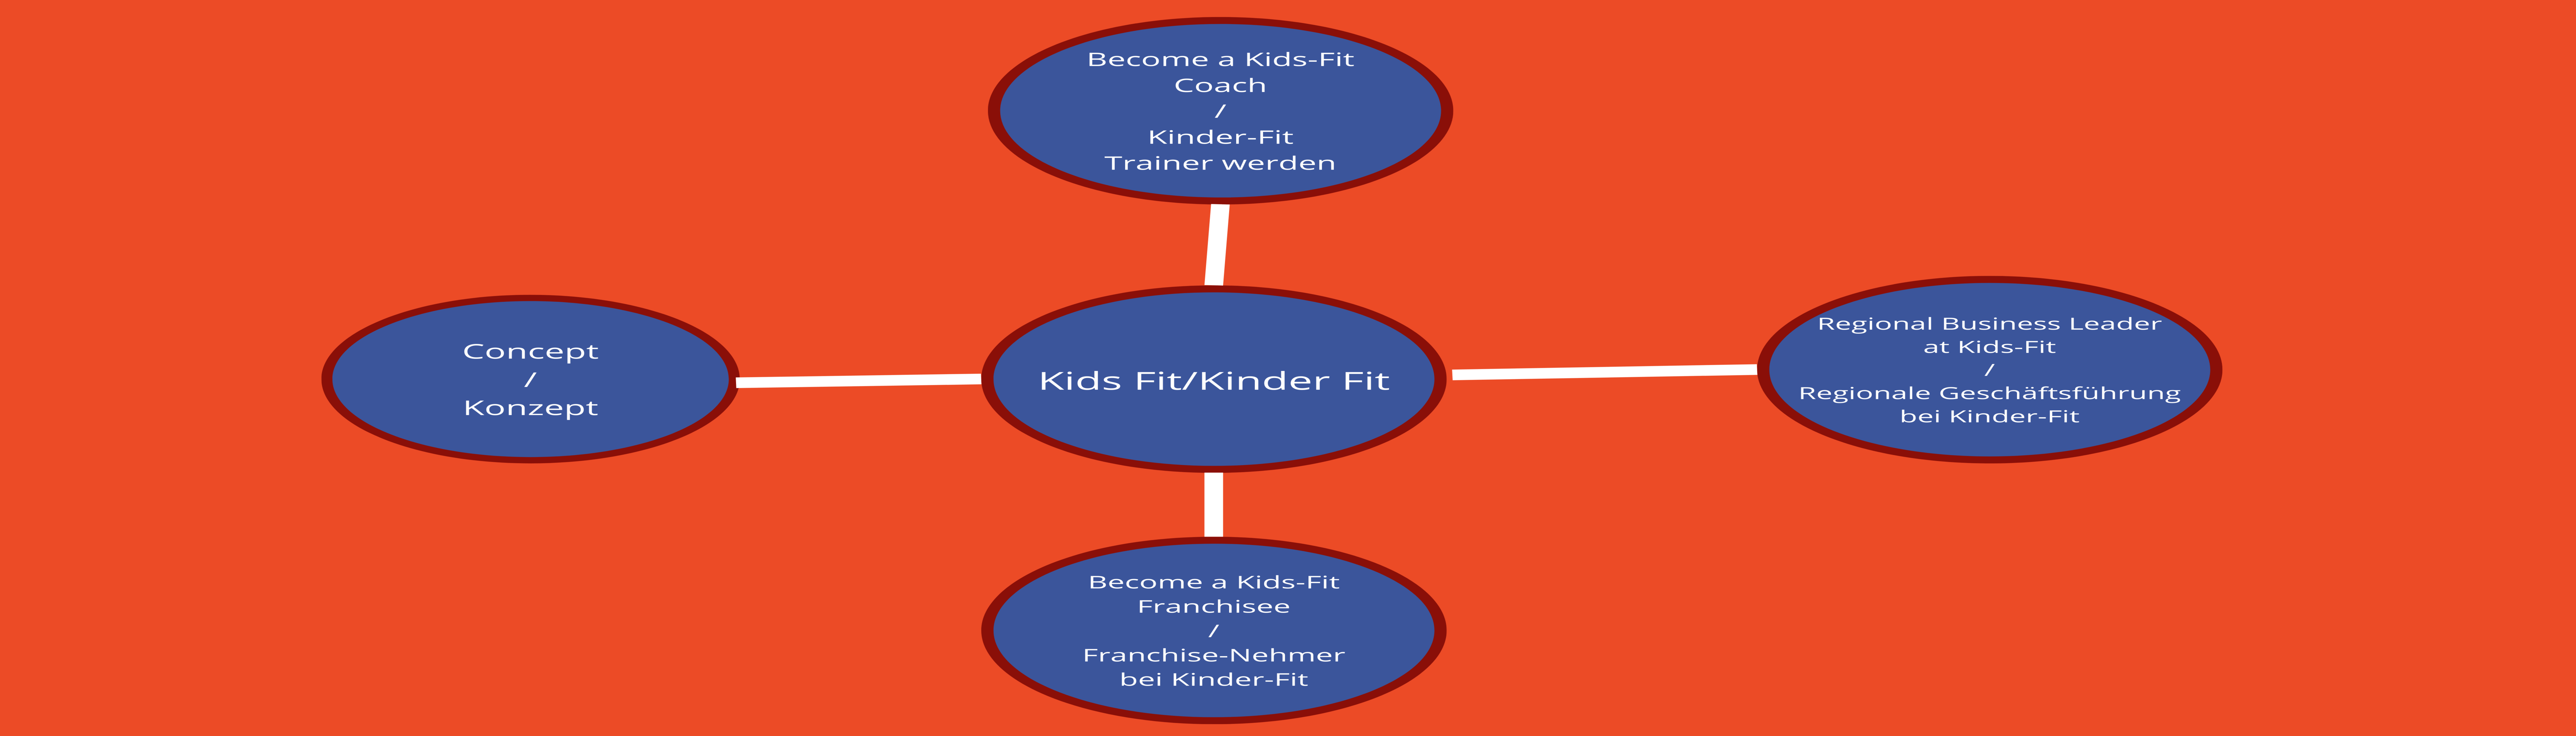 Become a Kids-Fit
Coach
/
Kinder-Fit
Trainer werden
Concept
/
Konzept
Kids Fit/Kinder Fit
Regional Business Leader
at Kids-Fit
/
Regionale Geschäftsführung
bei Kinder-Fit
Become a Kids-Fit
Franchisee
/
Franchise-Nehmer
bei Kinder-Fit